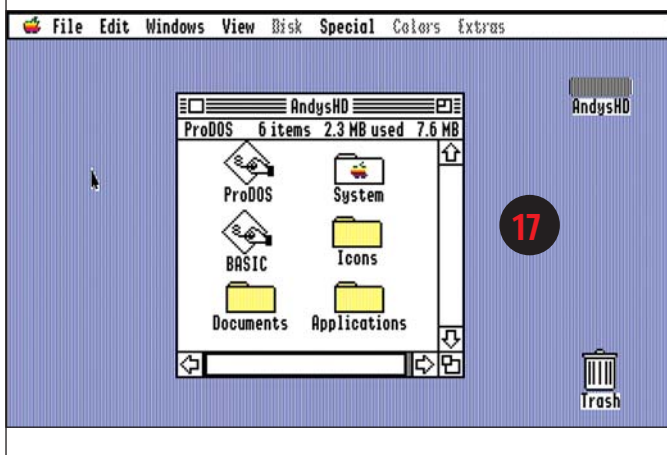 File Edit Windows View Disk Special Colors Extras
AndysHD
AndysHD
ProDOS 6 items 2.3 MB used 7.6 MB
ProDOS System
BASIC Icons
Documents Applications
17
Trash